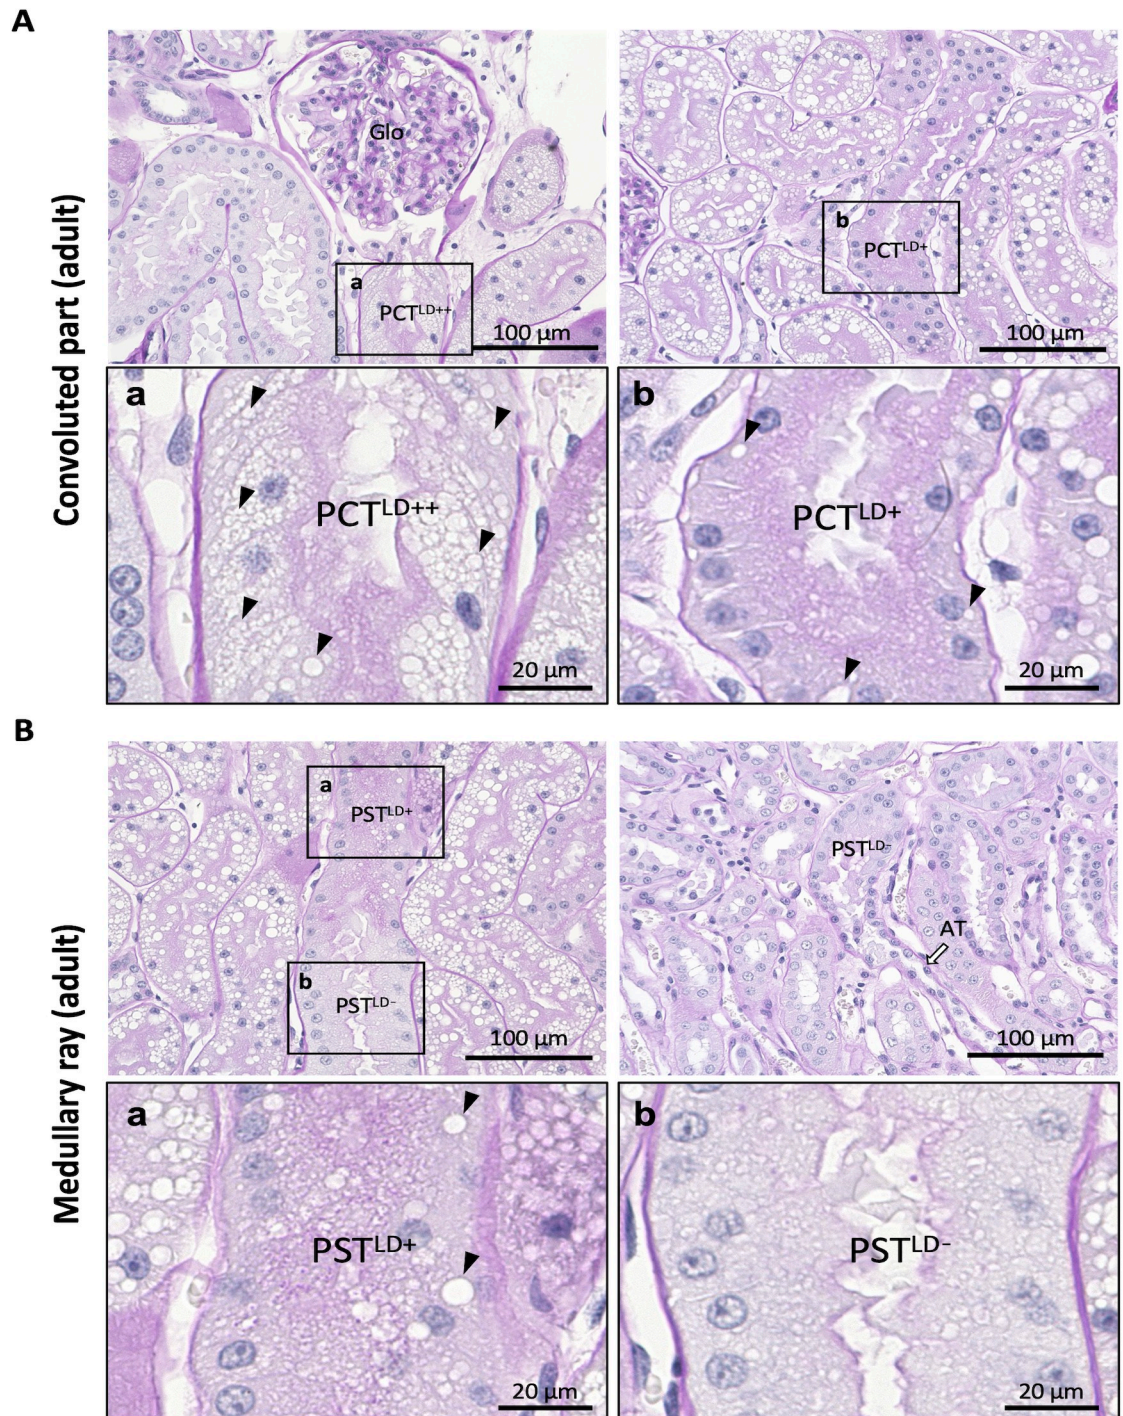 A
Convoluted part (adult)
Glo
a
PCTLD++
100 µm
b
PCTLD+
100 µm
a
PCTLD++
20 µm
b
PCTLD+
20 µm
B
Medullary ray (adult)
a
PSTLD+
b
PSTLD−
100 µm
PSTLD−
AT
100 µm
a
PSTLD+
20 µm
b
PSTLD−
20 µm